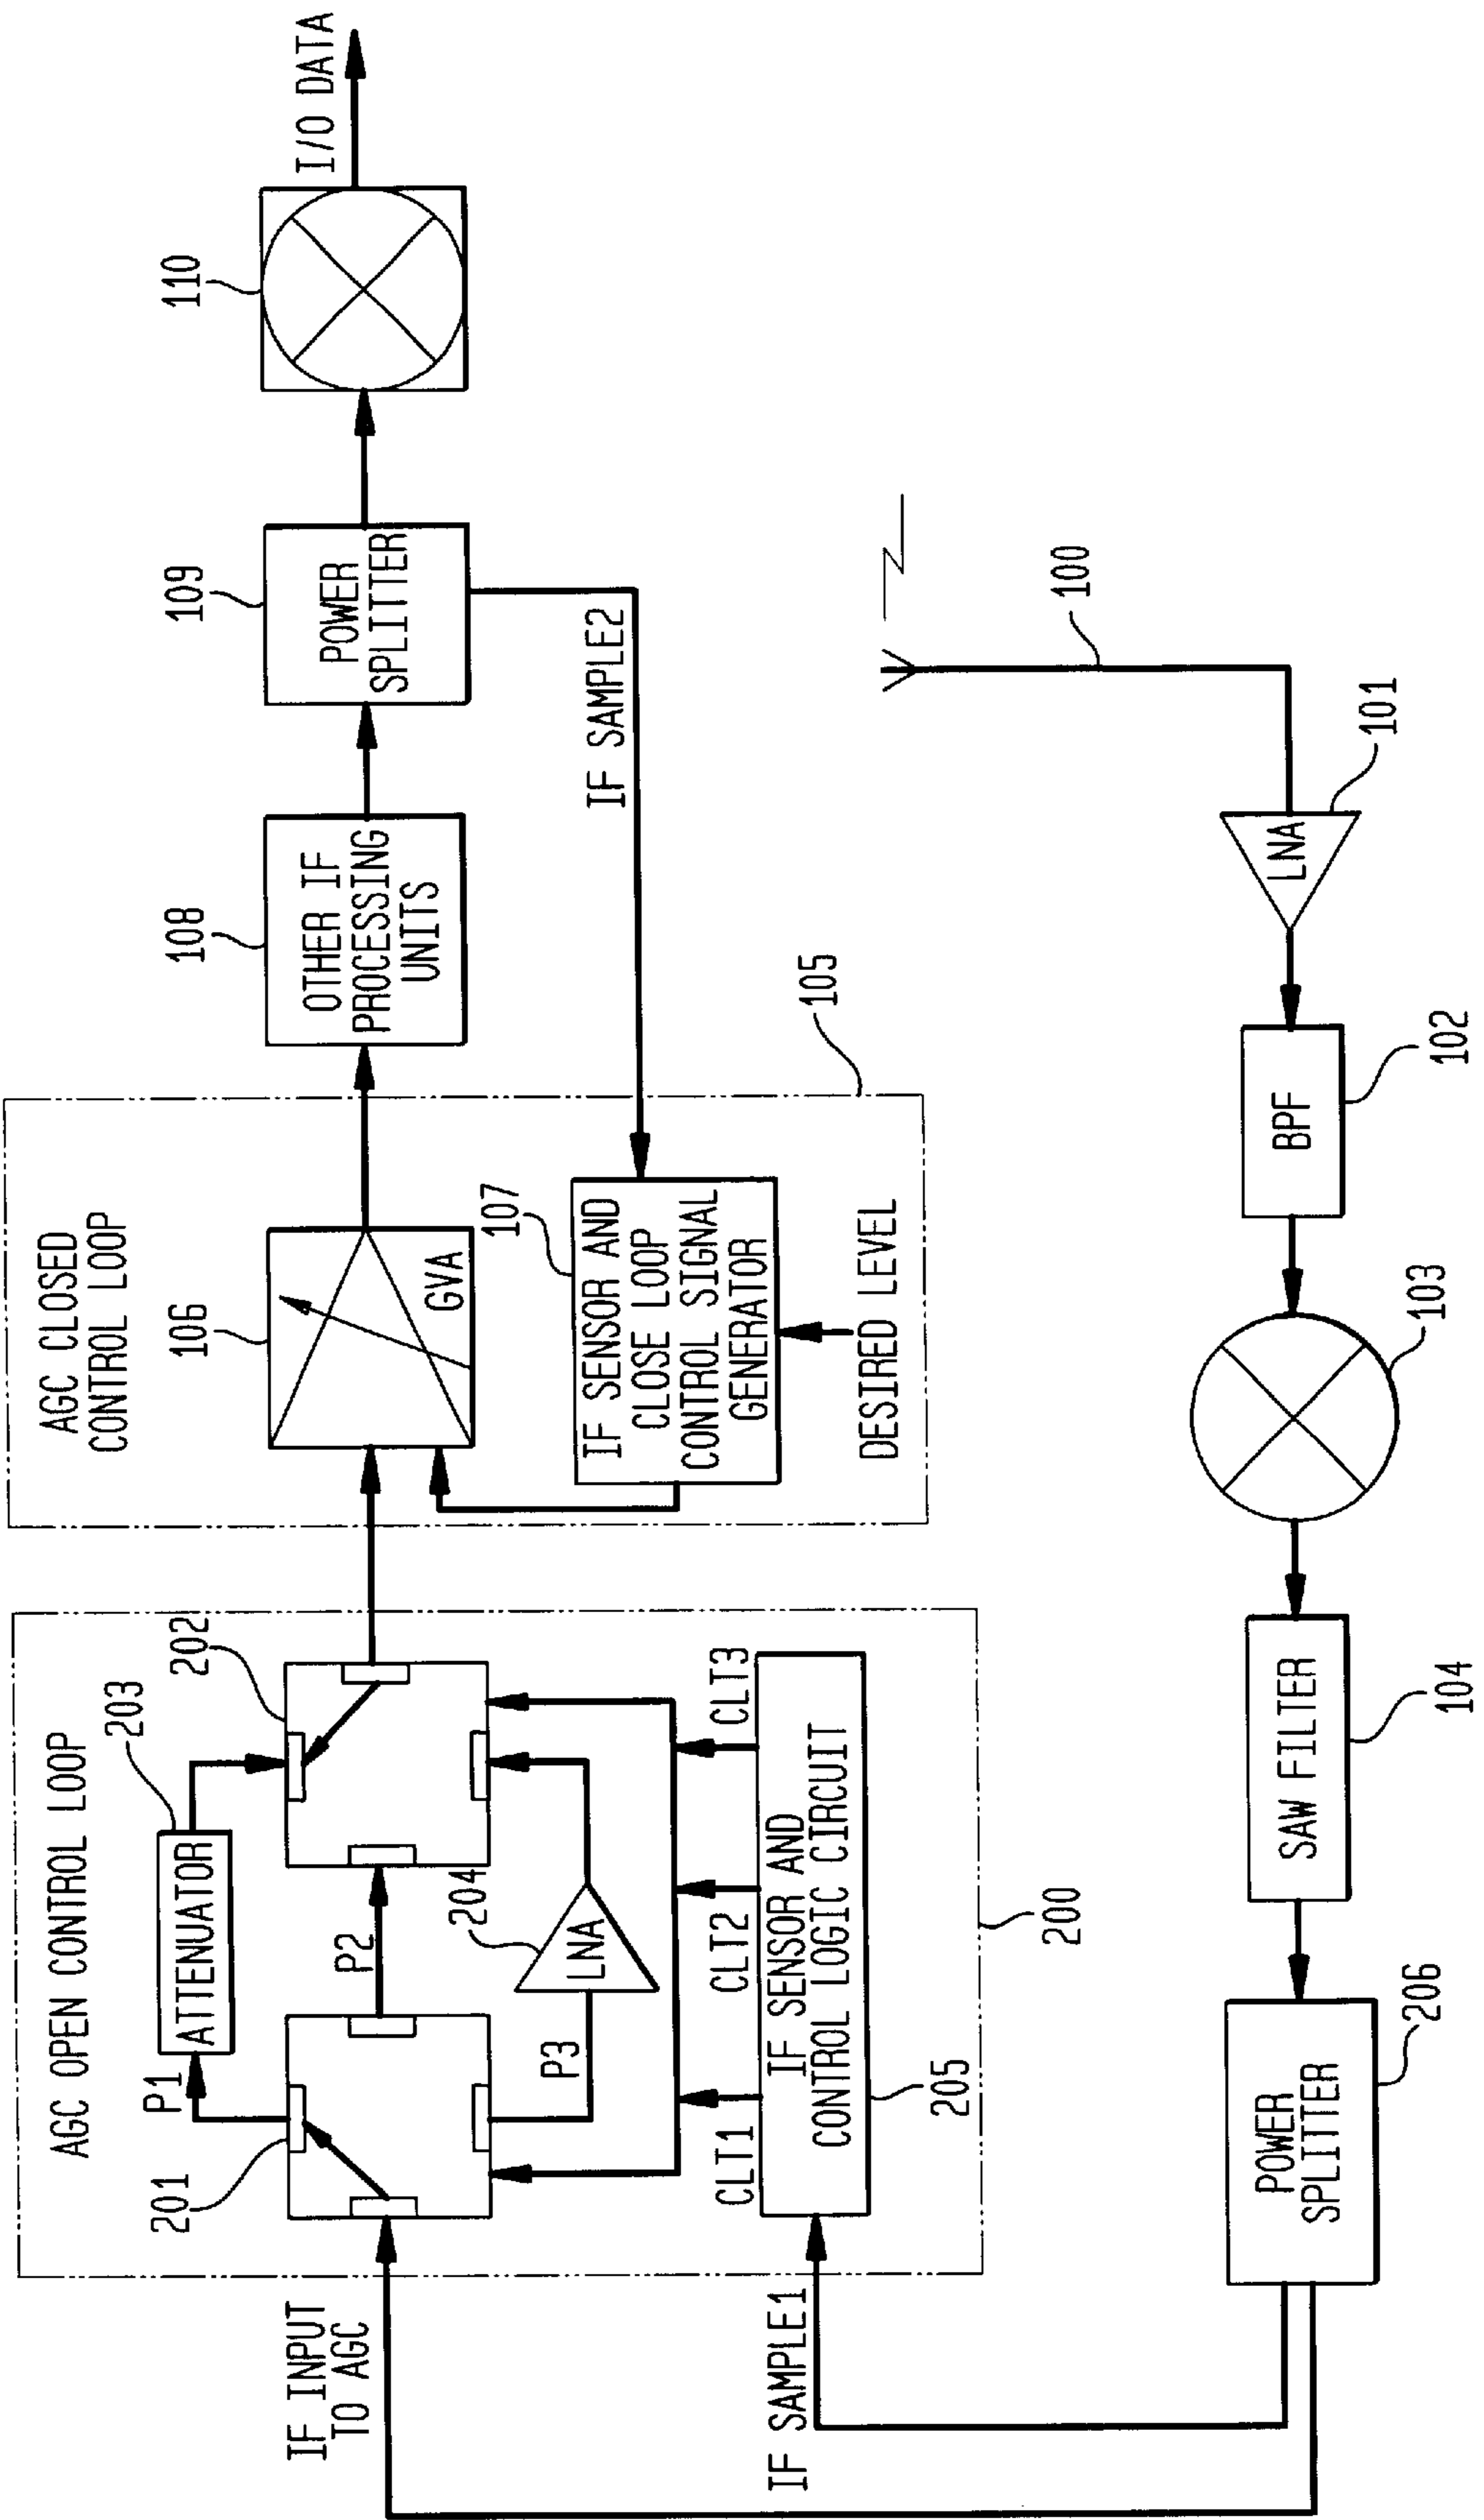 AGC OPEN CONTROL LOOP
201
P1
ATTENUATOR
203
202
P2
P3
204
LNA
CLT1
CLT2
CLT3
IF SENSOR AND
CONTROL LOGIC CIRCUIT
205
200
IF INPUT
TO AGC
IF SAMPLE1
AGC CLOSED
CONTROL LOOP
106
GVA
107
IF SENSOR AND
CLOSE LOOP
CONTROL SIGNAL
GENERATOR
DESIRED LEVEL
105
108
OTHER IF
PROCESSING
UNITS
109
POWER
SPLITTER
IF SAMPLE2
110
I/O DATA
100
101
LNA
102
BPF
103
104
SAW FILTER
206
POWER
SPLITTER